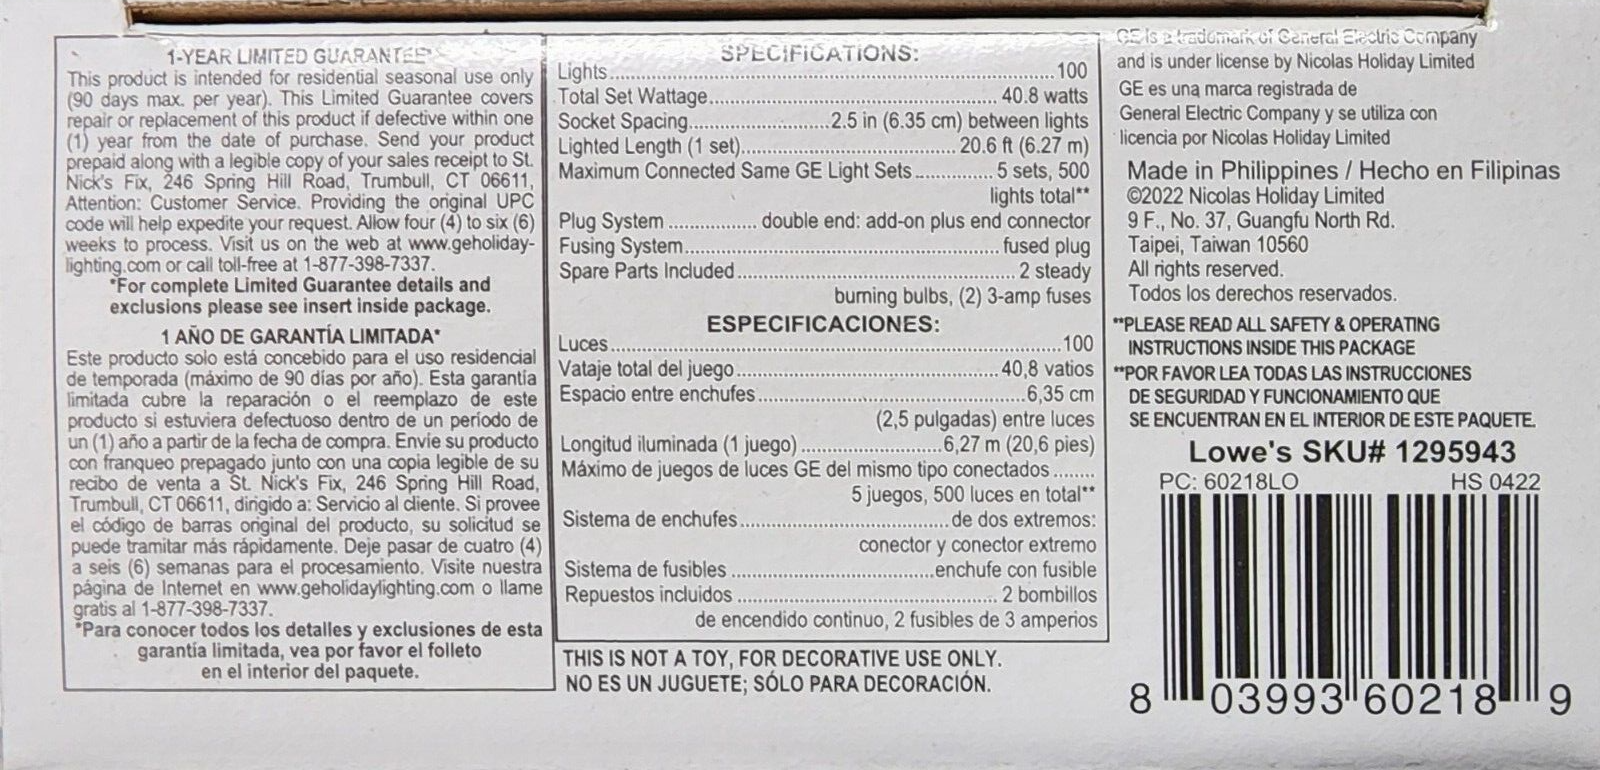 1-YEAR LIMITED GUARANTEE*
This product is intended for residential seasonal use only
(90 days max. per year). This Limited Guarantee covers
repair or replacement of this product if defective within one
(1) year from the date of purchase. Send your product
prepaid along with a legible copy of your sales receipt to St.
Nick's Fix, 246 Spring Hill Road, Trumbull, CT 06611,
Attention: Customer Service. Providing the original UPC
code will help expedite your request. Allow four (4) to six (6)
weeks to process. Visit us on the web at www.geholiday-
lighting.com or call toll-free at 1-877-398-7337.
*For complete Limited Guarantee details and
exclusions please see insert inside package.
1 AÑO DE GARANTÍA LIMITADA*
Este producto solo está concebido para el uso residencial
de temporada (máximo de 90 días por año). Esta garantía
limitada cubre la reparación o el reemplazo de este
producto si estuviera defectuoso dentro de un período de
un (1) año a partir de la fecha de compra. Envíe su producto
con franqueo prepagado junto con una copia legible de su
recibo de venta a St. Nick's Fix, 246 Spring Hill Road,
Trumbull, CT 06611, dirigido a: Servicio al cliente. Si provee
el código de barras original del producto, su solicitud se
puede tramitar más rápidamente. Deje pasar de cuatro (4)
a seis (6) semanas para el procesamiento. Visite nuestra
página de Internet en www.geholidaylighting.com o llame
gratis al 1-877-398-7337.
*Para conocer todos los detalles y exclusiones de esta
garantía limitada, vea por favor el folleto
en el interior del paquete.
SPECIFICATIONS:
Lights.......... 100
Total Set Wattage.......... 40.8 watts
Socket Spacing.......... 2.5 in (6.35 cm) between lights
Lighted Length (1 set).......... 20.6 ft (6.27 m)
Maximum Connected Same GE Light Sets.......... 5 sets, 500
lights total**
Plug System.......... double end: add-on plus end connector
Fusing System.......... fused plug
Spare Parts Included.......... 2 steady
burning bulbs, (2) 3-amp fuses
ESPECIFICACIONES:
Luces.......... 100
Vataje total del juego.......... 40,8 vatios
Espacio entre enchufes.......... 6,35 cm
(2,5 pulgadas) entre luces
Longitud iluminada (1 juego).......... 6,27 m (20,6 pies)
Máximo de juegos de luces GE del mismo tipo conectados........
5 juegos, 500 luces en total**
Sistema de enchufes.......... de dos extremos:
conector y conector extremo
Sistema de fusibles.......... enchufe con fusible
Repuestos incluidos.......... 2 bombillos
de encendido continuo, 2 fusibles de 3 amperios
THIS IS NOT A TOY, FOR DECORATIVE USE ONLY.
NO ES UN JUGUETE; SÓLO PARA DECORACIÓN.
GE is a trademark of General Electric Company
and is under license by Nicolas Holiday Limited
GE es una marca registrada de
General Electric Company y se utiliza con
licencia por Nicolas Holiday Limited
Made in Philippines / Hecho en Filipinas
©2022 Nicolas Holiday Limited
9 F., No. 37, Guangfu North Rd.
Taipei, Taiwan 10560
All rights reserved.
Todos los derechos reservados.
**PLEASE READ ALL SAFETY & OPERATING
INSTRUCTIONS INSIDE THIS PACKAGE
**POR FAVOR LEA TODAS LAS INSTRUCCIONES
DE SEGURIDAD Y FUNCIONAMIENTO QUE
SE ENCUENTRAN EN EL INTERIOR DE ESTE PAQUETE.
Lowe's SKU# 1295943
PC: 60218LO HS 0422
8 03993 60218 9